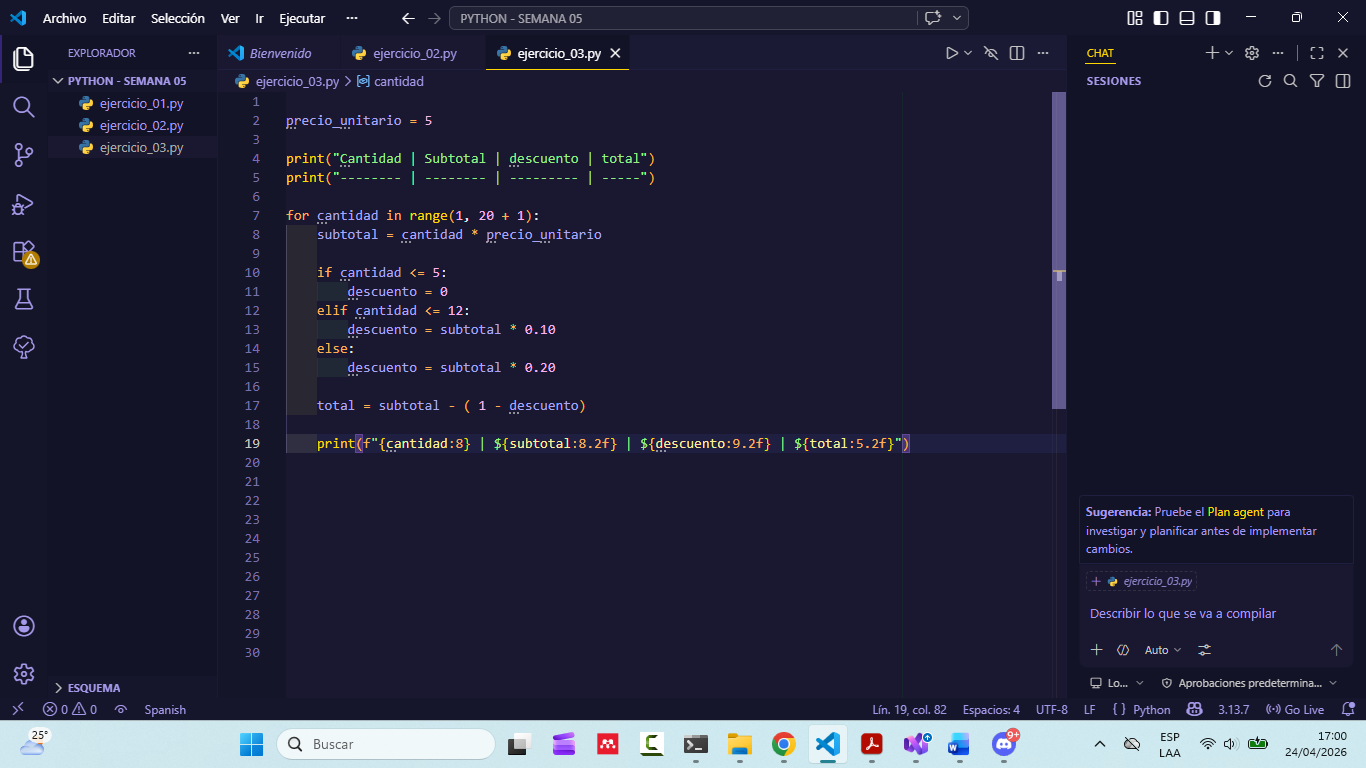 Archivo Editar Selección Ver Ir Ejecutar ··· PYTHON - SEMANA 05
EXPLORADOR ···
PYTHON - SEMANA 05
ejercicio_01.py
ejercicio_02.py
ejercicio_03.py
ESQUEMA
Bienvenido ejercicio_02.py ejercicio_03.py
ejercicio_03.py > cantidad
1
2 precio_unitario = 5
3
4 print("Cantidad | Subtotal | descuento | total")
5 print("-------- | -------- | --------- | -----")
6
7 for cantidad in range(1, 20 + 1):
8     subtotal = cantidad * precio_unitario
9
10     if cantidad <= 5:
11         descuento = 0
12     elif cantidad <= 12:
13         descuento = subtotal * 0.10
14     else:
15         descuento = subtotal * 0.20
16
17     total = subtotal - ( 1 - descuento)
18
19     print(f"{cantidad:8} | ${subtotal:8.2f} | ${descuento:9.2f} | ${total:5.2f}")
20
21
22
23
24
25
26
27
28
29
30
CHAT
SESIONES
Sugerencia: Pruebe el Plan agent para
investigar y planificar antes de implementar
cambios.
ejercicio_03.py
Describir lo que se va a compilar
Auto
Lo... Aprobaciones predetermina...
0 0 Spanish Lín. 19, col. 82 Espacios: 4 UTF-8 LF { } Python 3.13.7 Go Live
25° Buscar 9+ ESP 17:00
LAA 24/04/2026